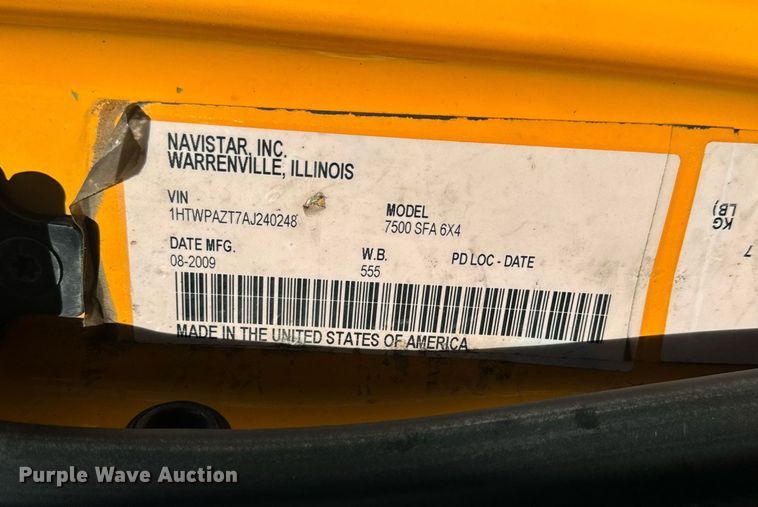 NAVISTAR, INC.
WARRENVILLE, ILLINOIS
VIN
1HTWPAZT7AJ240248
MODEL
7500 SFA 6X4
DATE MFG.
08-2009
W.B.
555
PD LOC - DATE
MADE IN THE UNITED STATES OF AMERICA
KG
LB)
7
Purple Wave Auction